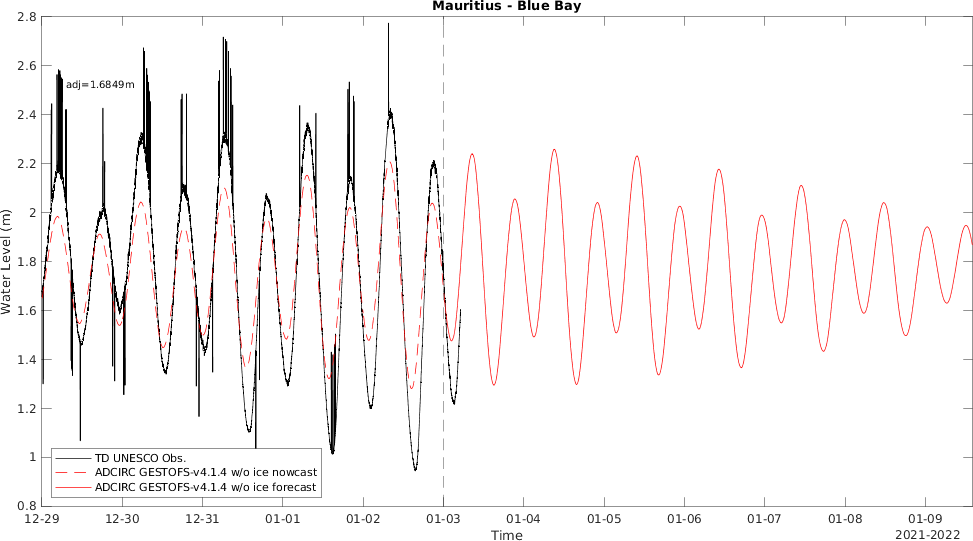 Mauritius - Blue Bay
2.8
2.6
2.4
2.2
2
1.8
1.6
1.4
1.2
1
0.8
Water Level (m)
adj=1.6849m
TD UNESCO Obs.
ADCIRC GESTOFS-v4.1.4 w/o ice nowcast
ADCIRC GESTOFS-v4.1.4 w/o ice forecast
12-29 12-30 12-31 01-01 01-02 01-03 01-04 01-05 01-06 01-07 01-08 01-09
2021-2022
Time